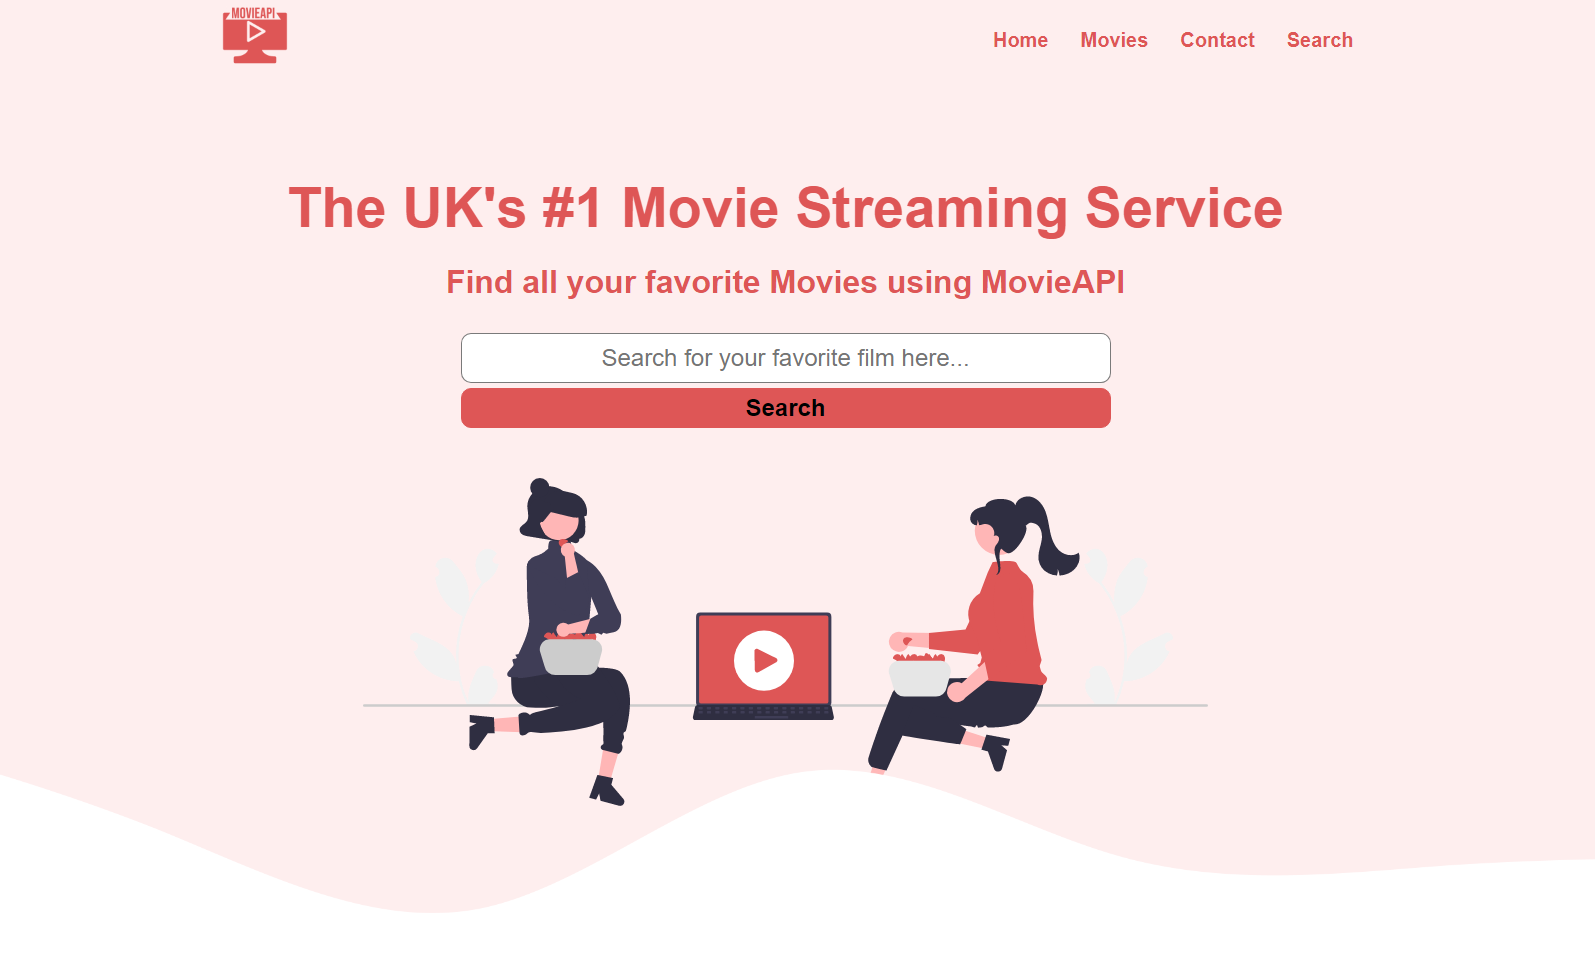 MOVIEAPI
Home Movies Contact Search
The UK's #1 Movie Streaming Service
Find all your favorite Movies using MovieAPI
Search for your favorite film here...
Search